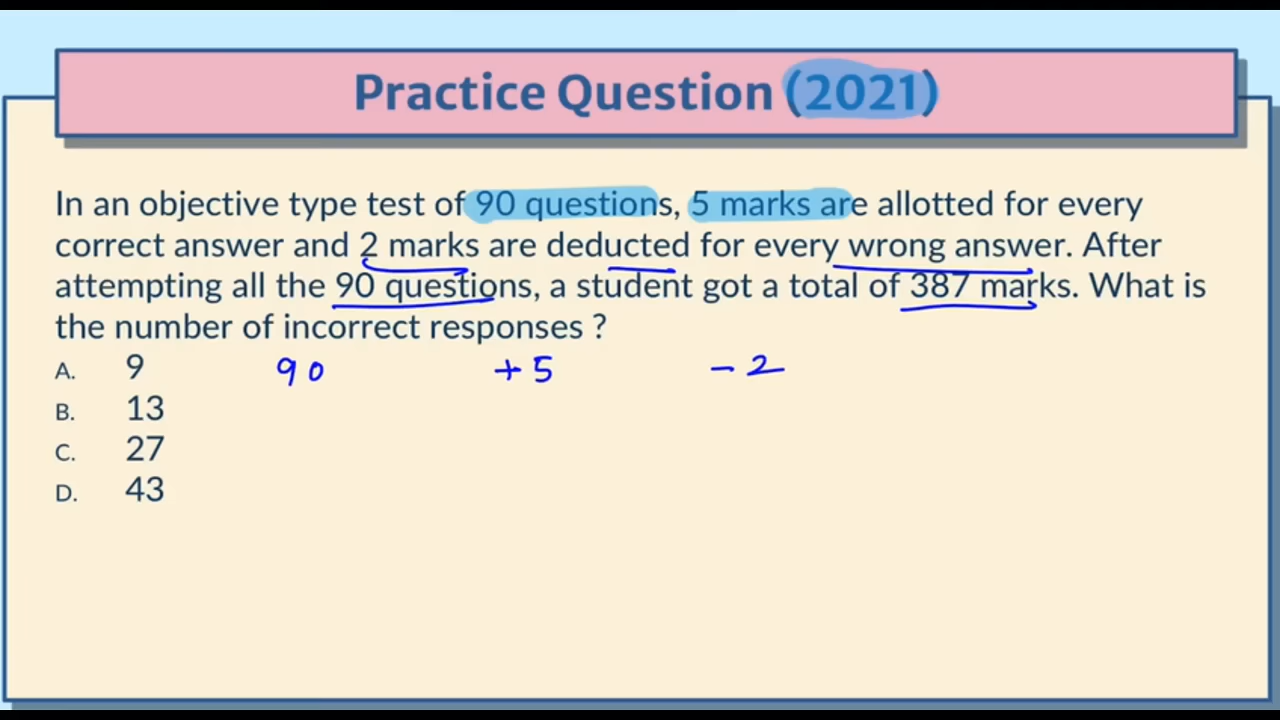 Practice Question (2021)
In an objective type test of 90 questions, 5 marks are allotted for every
correct answer and 2 marks are deducted for every wrong answer. After
attempting all the 90 questions, a student got a total of 387 marks. What is
the number of incorrect responses ?
A. 9
90 +5 -2
B. 13
C. 27
D. 43